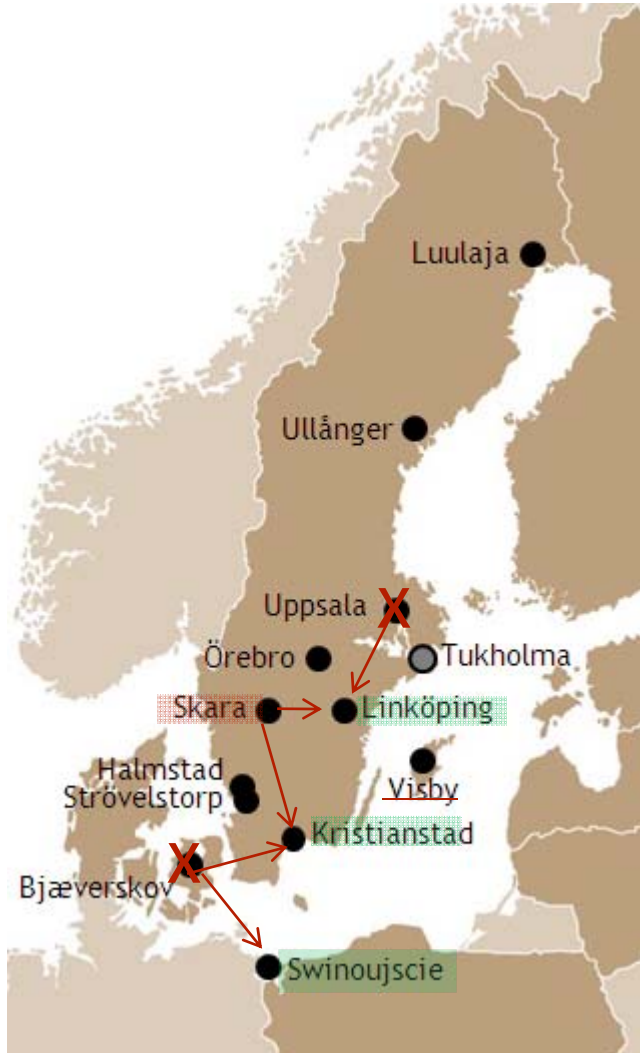 Luulaja
Ullånger
Uppsala
X
Örebro
Tukholma
Skara
Linköping
Halmstad
Visby
Strövelstorp
Kristianstad
X
Bjæverskov
Swinoujscie